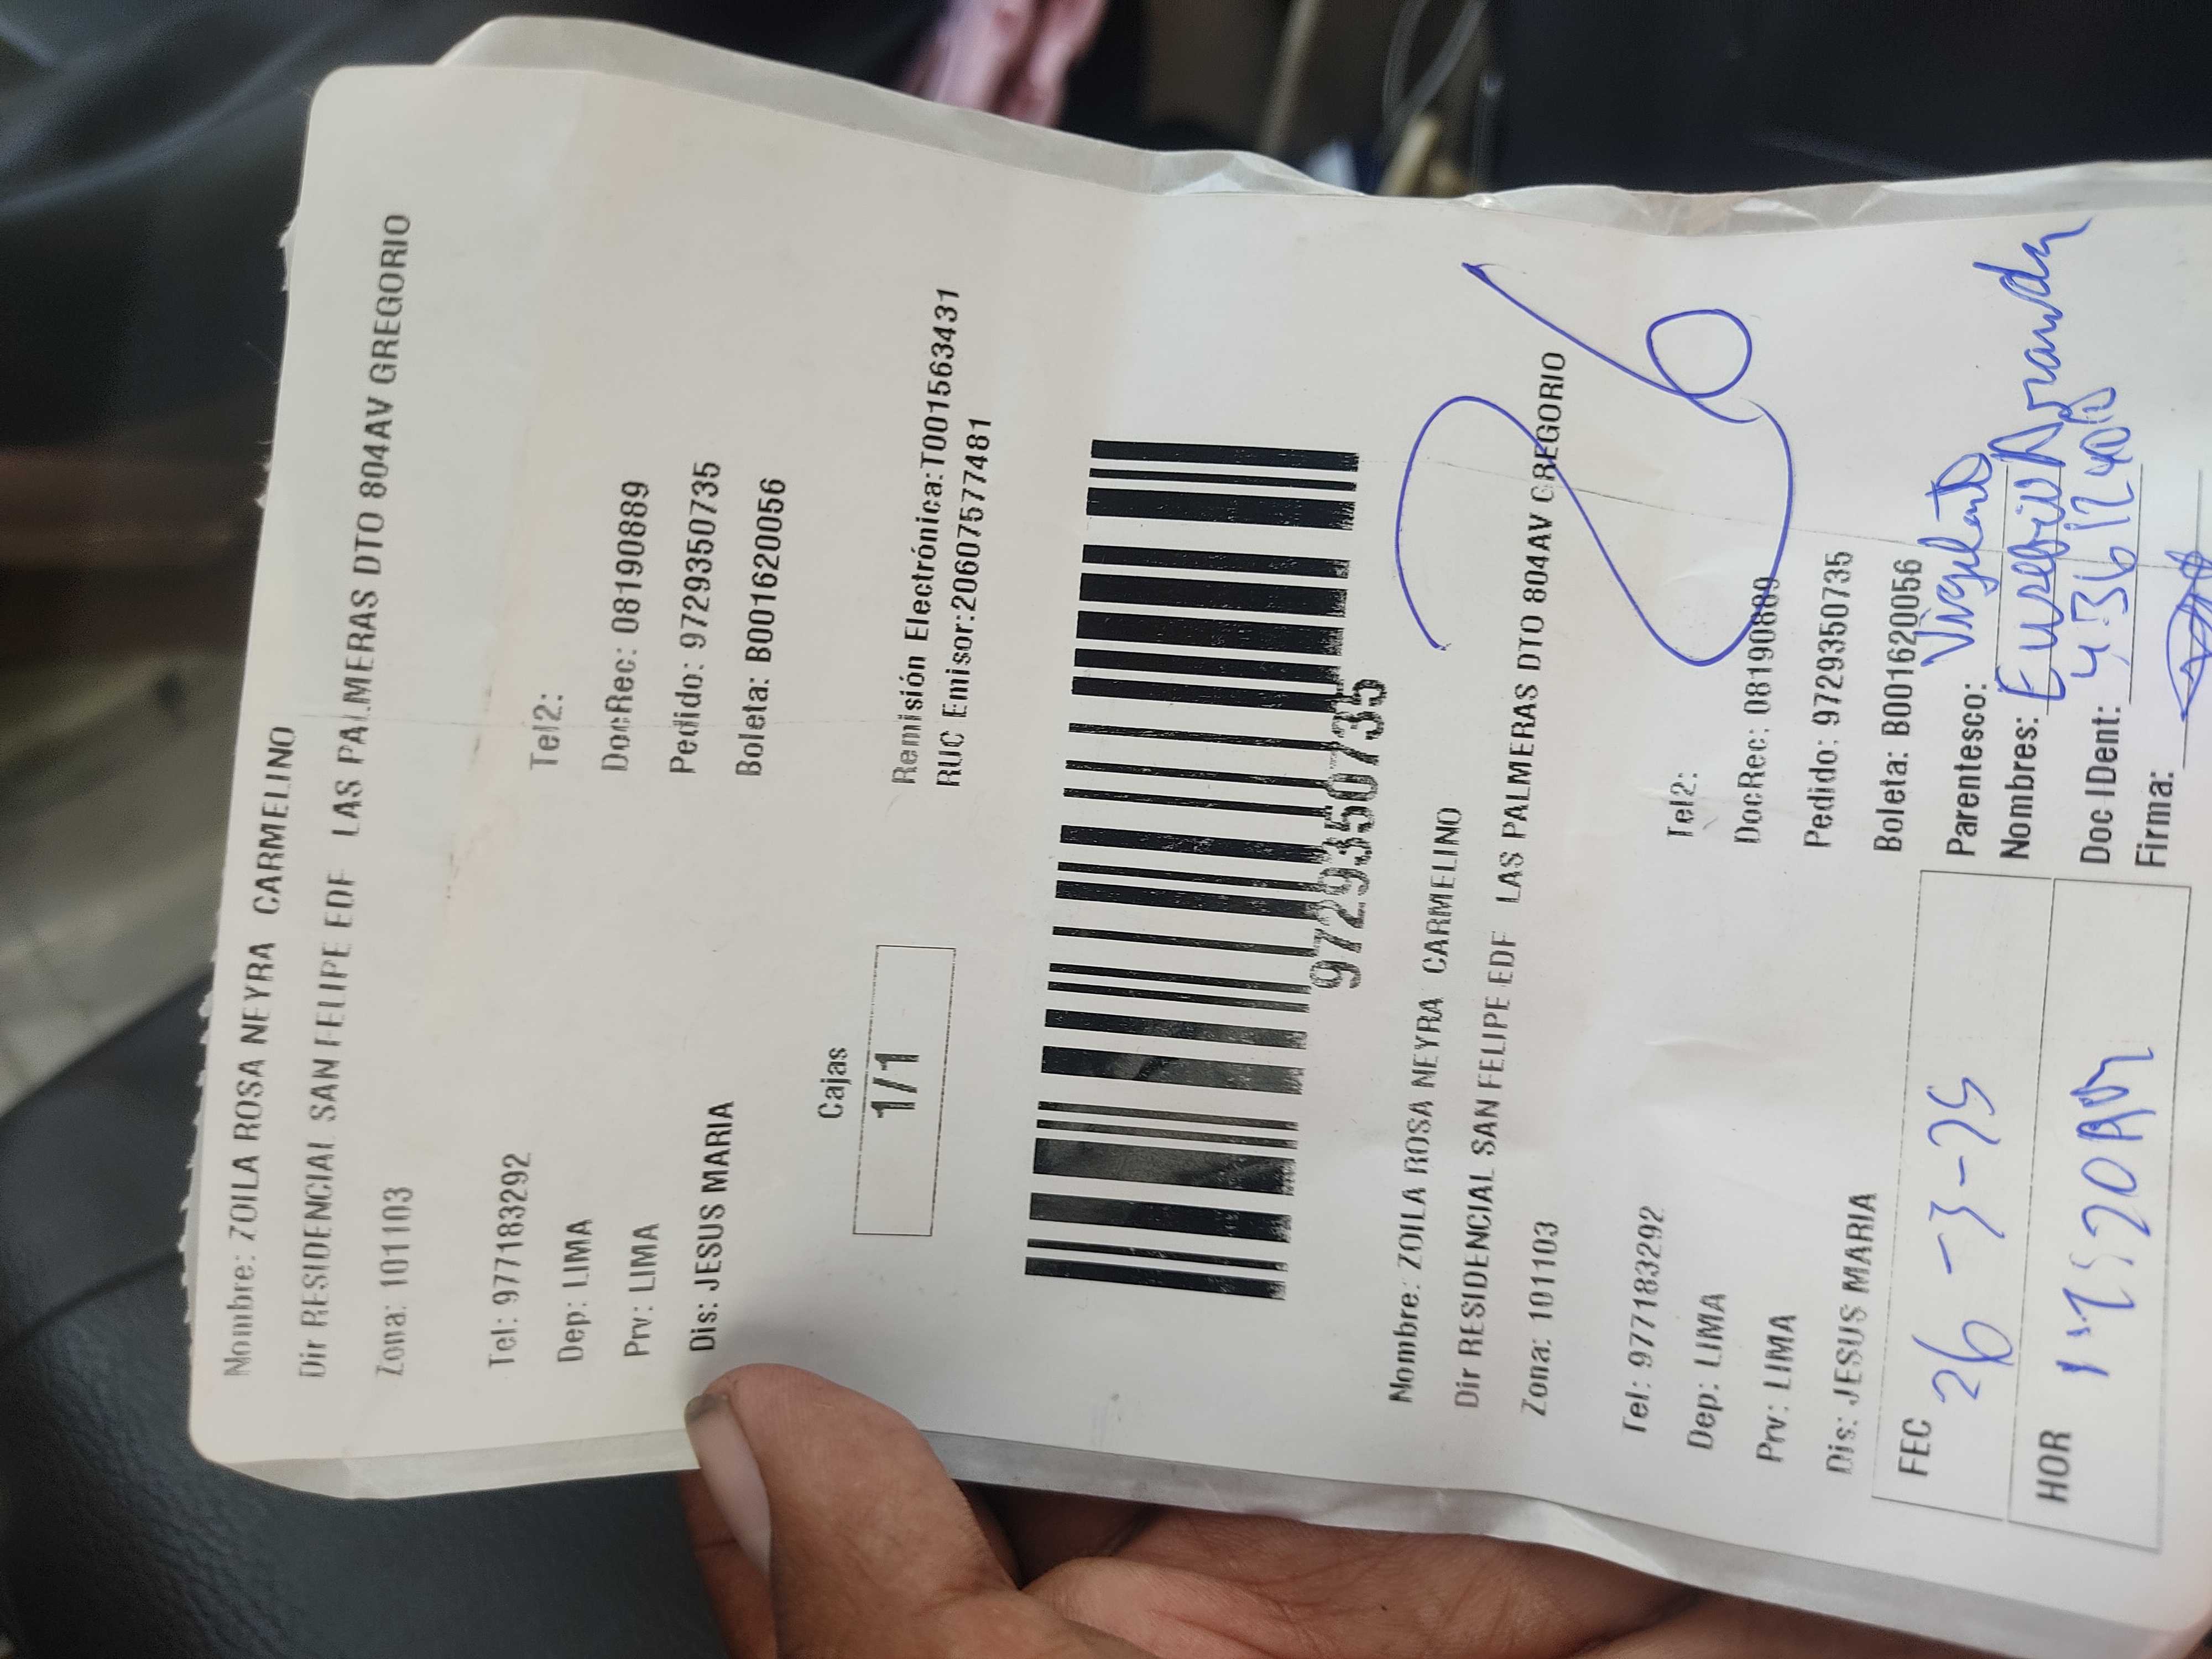 Nombre: ZOILA ROSA NEYRA CARMELINO
Dir RESIDENCIAL SAN FELIPE EDF LAS PALMERAS DTO 804AV GREGORIO
Zona: 101103
Tel: 977183292 Tel2:
Dep: LIMA DocRec: 08190889
Prv: LIMA Pedido: 9729350735
Dis: JESUS MARIA Boleta: B001620056
Cajas
1/1
Remisión Electrónica:T001563431
RUC Emisor:20607577481
9729350735
26
Nombre: ZOILA ROSA NEYRA CARMELINO
Dir RESIDENCIAL SAN FELIPE EDF LAS PALMERAS DTO 804AV GREGORIO
Zona: 101103
Tel: 977183292 Tel2:
Dep: LIMA DocRec: 08190889
Prv: LIMA Pedido: 9729350735
Dis: JESUS MARIA Boleta: B001620056
FEC 26-3-25 Parentesco: Vigilante
HOR Nombres: Eusebio
Doc IDent:
Firma: